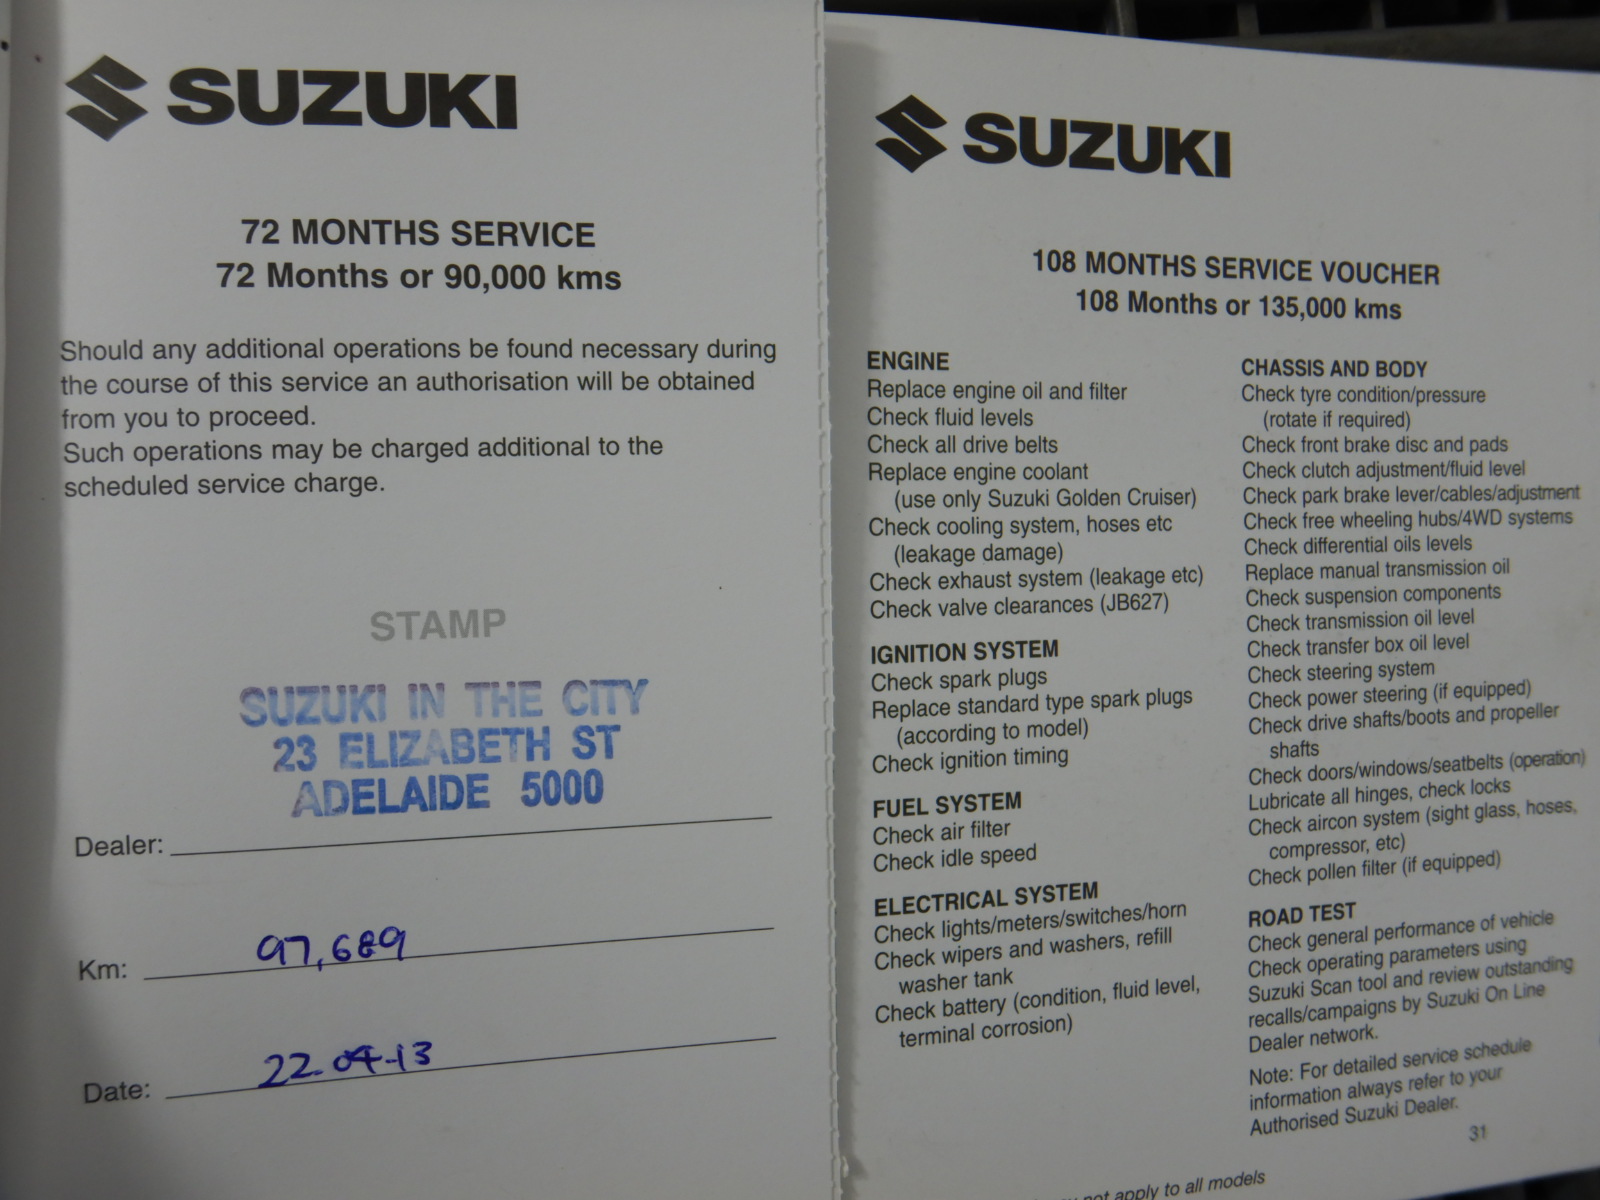 SUZUKI
72 MONTHS SERVICE
72 Months or 90,000 kms
Should any additional operations be found necessary during
the course of this service an authorisation will be obtained
from you to proceed.
Such operations may be charged additional to the
scheduled service charge.
STAMP
SUZUKI IN THE CITY
23 ELIZABETH ST
ADELAIDE 5000
Dealer:
Km: 97,689
Date: 22.04-13
SUZUKI
108 MONTHS SERVICE VOUCHER
108 Months or 135,000 kms
ENGINE
Replace engine oil and filter
Check fluid levels
Check all drive belts
Replace engine coolant
(use only Suzuki Golden Cruiser)
Check cooling system, hoses etc
(leakage damage)
Check exhaust system (leakage etc)
Check valve clearances (JB627)
IGNITION SYSTEM
Check spark plugs
Replace standard type spark plugs
(according to model)
Check ignition timing
FUEL SYSTEM
Check air filter
Check idle speed
ELECTRICAL SYSTEM
Check lights/meters/switches/horn
Check wipers and washers, refill
washer tank
Check battery (condition, fluid level,
terminal corrosion)
CHASSIS AND BODY
Check tyre condition/pressure
(rotate if required)
Check front brake disc and pads
Check clutch adjustment/fluid level
Check park brake lever/cables/adjustment
Check free wheeling hubs/4WD systems
Check differential oils levels
Replace manual transmission oil
Check suspension components
Check transmission oil level
Check transfer box oil level
Check steering system
Check power steering (if equipped)
Check drive shafts/boots and propeller
shafts
Check doors/windows/seatbelts (operation)
Lubricate all hinges, check locks
Check aircon system (sight glass, hoses,
compressor, etc)
Check pollen filter (if equipped)
ROAD TEST
Check general performance of vehicle
Check operating parameters using
Suzuki Scan tool and review outstanding
recalls/campaigns by Suzuki On Line
Dealer network.
Note: For detailed service schedule
information always refer to your
Authorised Suzuki Dealer.
31
not apply to all models